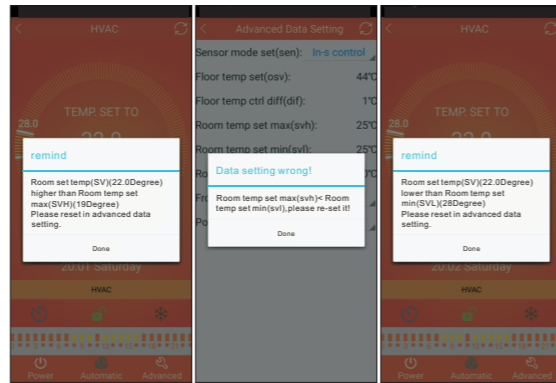 HVAC
TEMP. SET TO
28.0
remind
Room set temp(SV)(22.0Degree)
higher than Room temp set
max(SVH)(19Degree)
Please reset in advanced data
setting.
Done
20:01 Saturday
HVAC
Power Automatic Advanced
Advanced Data Setting
Sensor mode set(sen): In-s control
Floor temp set(osv): 44°C
Floor temp ctrl diff(dif): 1°C
Room temp set max(svh): 25°C
Room temp set min(svl): 25°C
Data setting wrong!
Room temp set max(svh)< Room
temp set min(svl),please re-set it!
Done
HVAC
TEMP. SET TO
28.0
remind
Room set temp(SV)(22.0Degree)
lower than Room temp set
min(SVL)(28Degree)
Please reset in advanced data
setting.
Done
20:02 Saturday
HVAC
Power Automatic Advanced